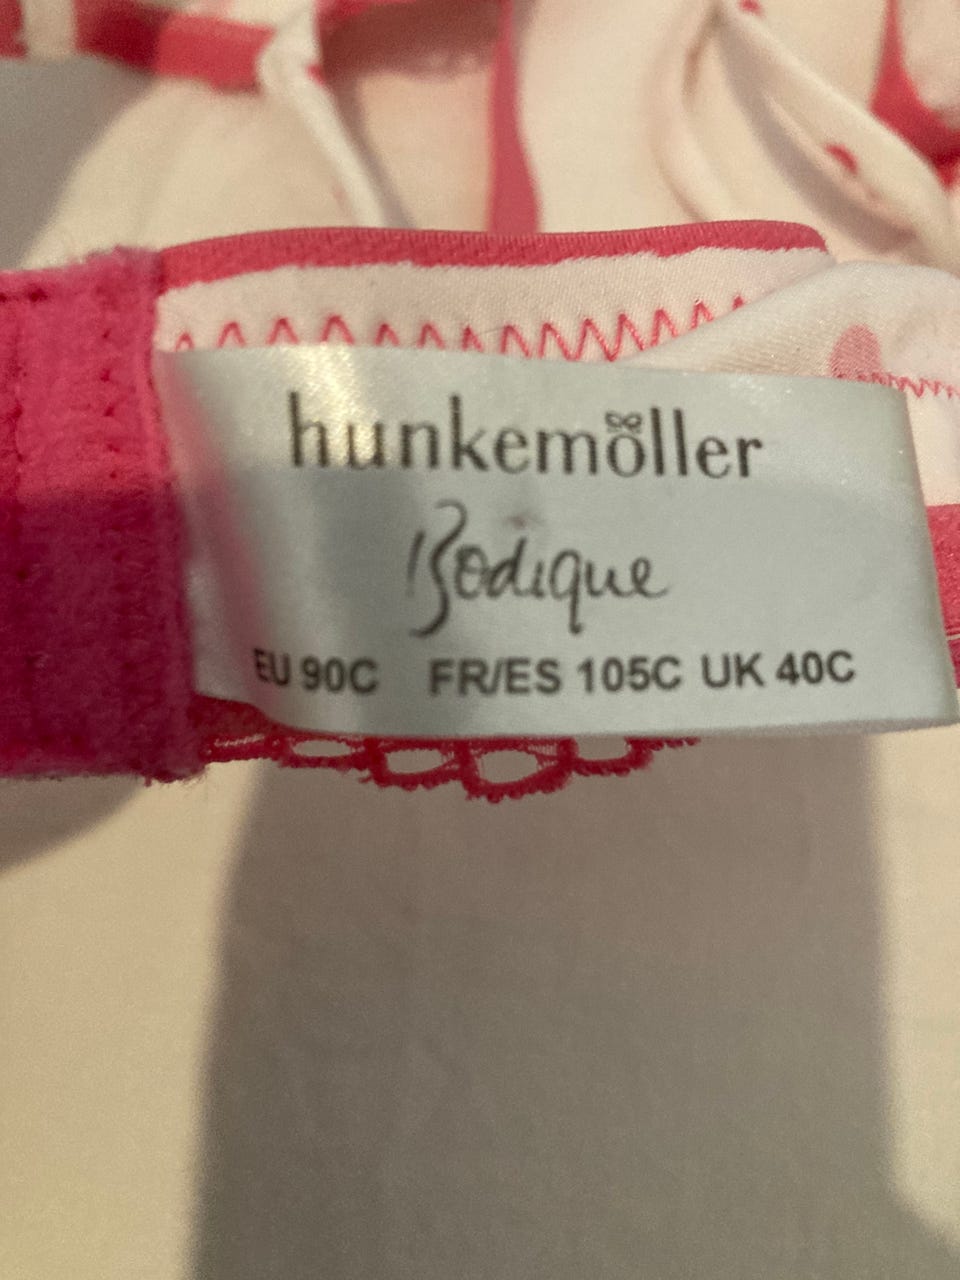 hunkemöller
Bodique
EU 90C FR/ES 105C UK 40C